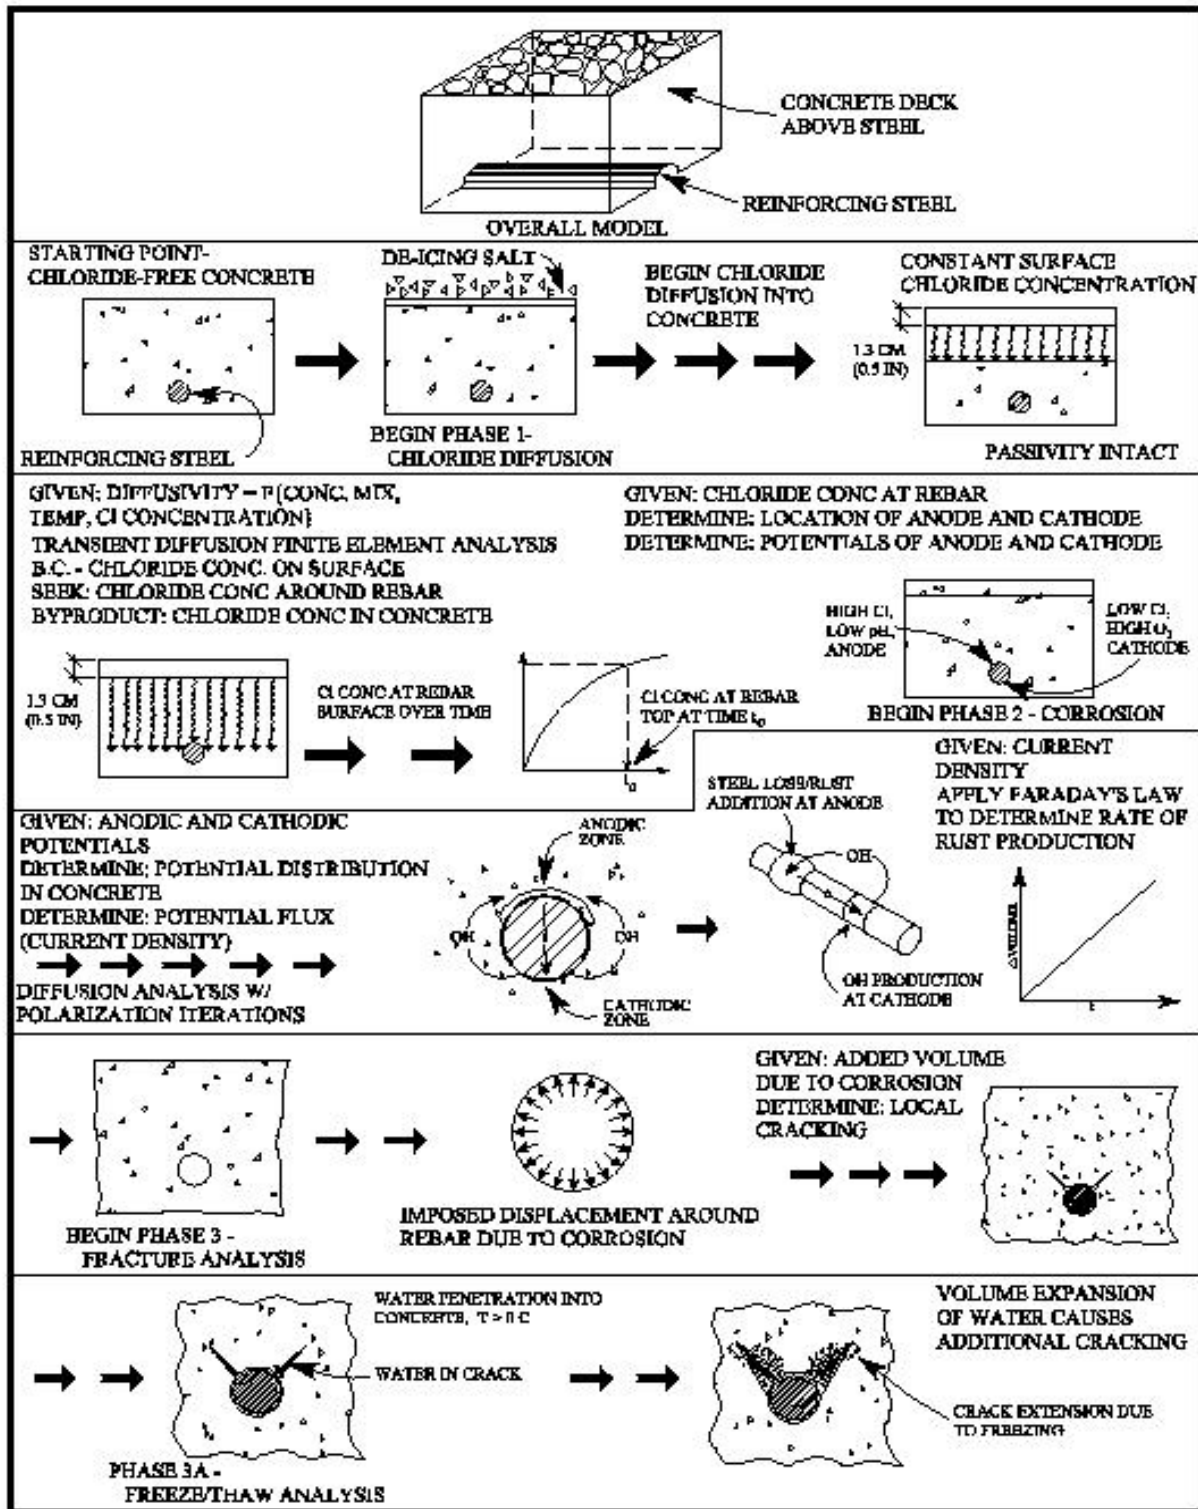 CONCRETE DECK
ABOVE STEEL
REINFORCING STEEL
OVERALL MODEL
STARTING POINT-
CHLORIDE-FREE CONCRETE
DE-ICING SALT
BEGIN CHLORIDE
DIFFUSION INTO
CONCRETE
CONSTANT SURFACE
CHLORIDE CONCENTRATION
1.3 CM
(0.5 IN)
REINFORCING STEEL
BEGIN PHASE 1-
CHLORIDE DIFFUSION
PASSIVITY INTACT
GIVEN: DIFFUSIVITY = F{CONC. MIX,
TEMP, Cl CONCENTRATION}
TRANSIENT DIFFUSION FINITE ELEMENT ANALYSIS
B.C. - CHLORIDE CONC. ON SURFACE
SEEK: CHLORIDE CONC AROUND REBAR
BYPRODUCT: CHLORIDE CONC IN CONCRETE
GIVEN: CHLORIDE CONC AT REBAR
DETERMINE: LOCATION OF ANODE AND CATHODE
DETERMINE: POTENTIALS OF ANODE AND CATHODE
HIGH Cl,
LOW pH,
ANODE
LOW Cl,
HIGH O2
CATHODE
BEGIN PHASE 2 - CORROSION
1.3 CM
(0.5 IN)
Cl CONC AT REBAR
SURFACE OVER TIME
Cl CONC AT REBAR
TOP AT TIME t0
t0
GIVEN: ANODIC AND CATHODIC
POTENTIALS
DETERMINE: POTENTIAL DISTRIBUTION
IN CONCRETE
DETERMINE: POTENTIAL FLUX
(CURRENT DENSITY)
DIFFUSION ANALYSIS W/
POLARIZATION ITERATIONS
ANODIC
ZONE
OH
OH
CATHODIC
ZONE
STEEL LOSS/RUST
ADDITION AT ANODE
OH
OH PRODUCTION
AT CATHODE
GIVEN: CURRENT
DENSITY
APPLY FARADAY'S LAW
TO DETERMINE RATE OF
RUST PRODUCTION
ΔVOLUME
t
BEGIN PHASE 3 -
FRACTURE ANALYSIS
IMPOSED DISPLACEMENT AROUND
REBAR DUE TO CORROSION
GIVEN: ADDED VOLUME
DUE TO CORROSION
DETERMINE: LOCAL
CRACKING
WATER PENETRATION INTO
CONCRETE, T > 0 C
WATER IN CRACK
PHASE 3A -
FREEZE/THAW ANALYSIS
VOLUME EXPANSION
OF WATER CAUSES
ADDITIONAL CRACKING
CRACK EXTENSION DUE
TO FREEZING